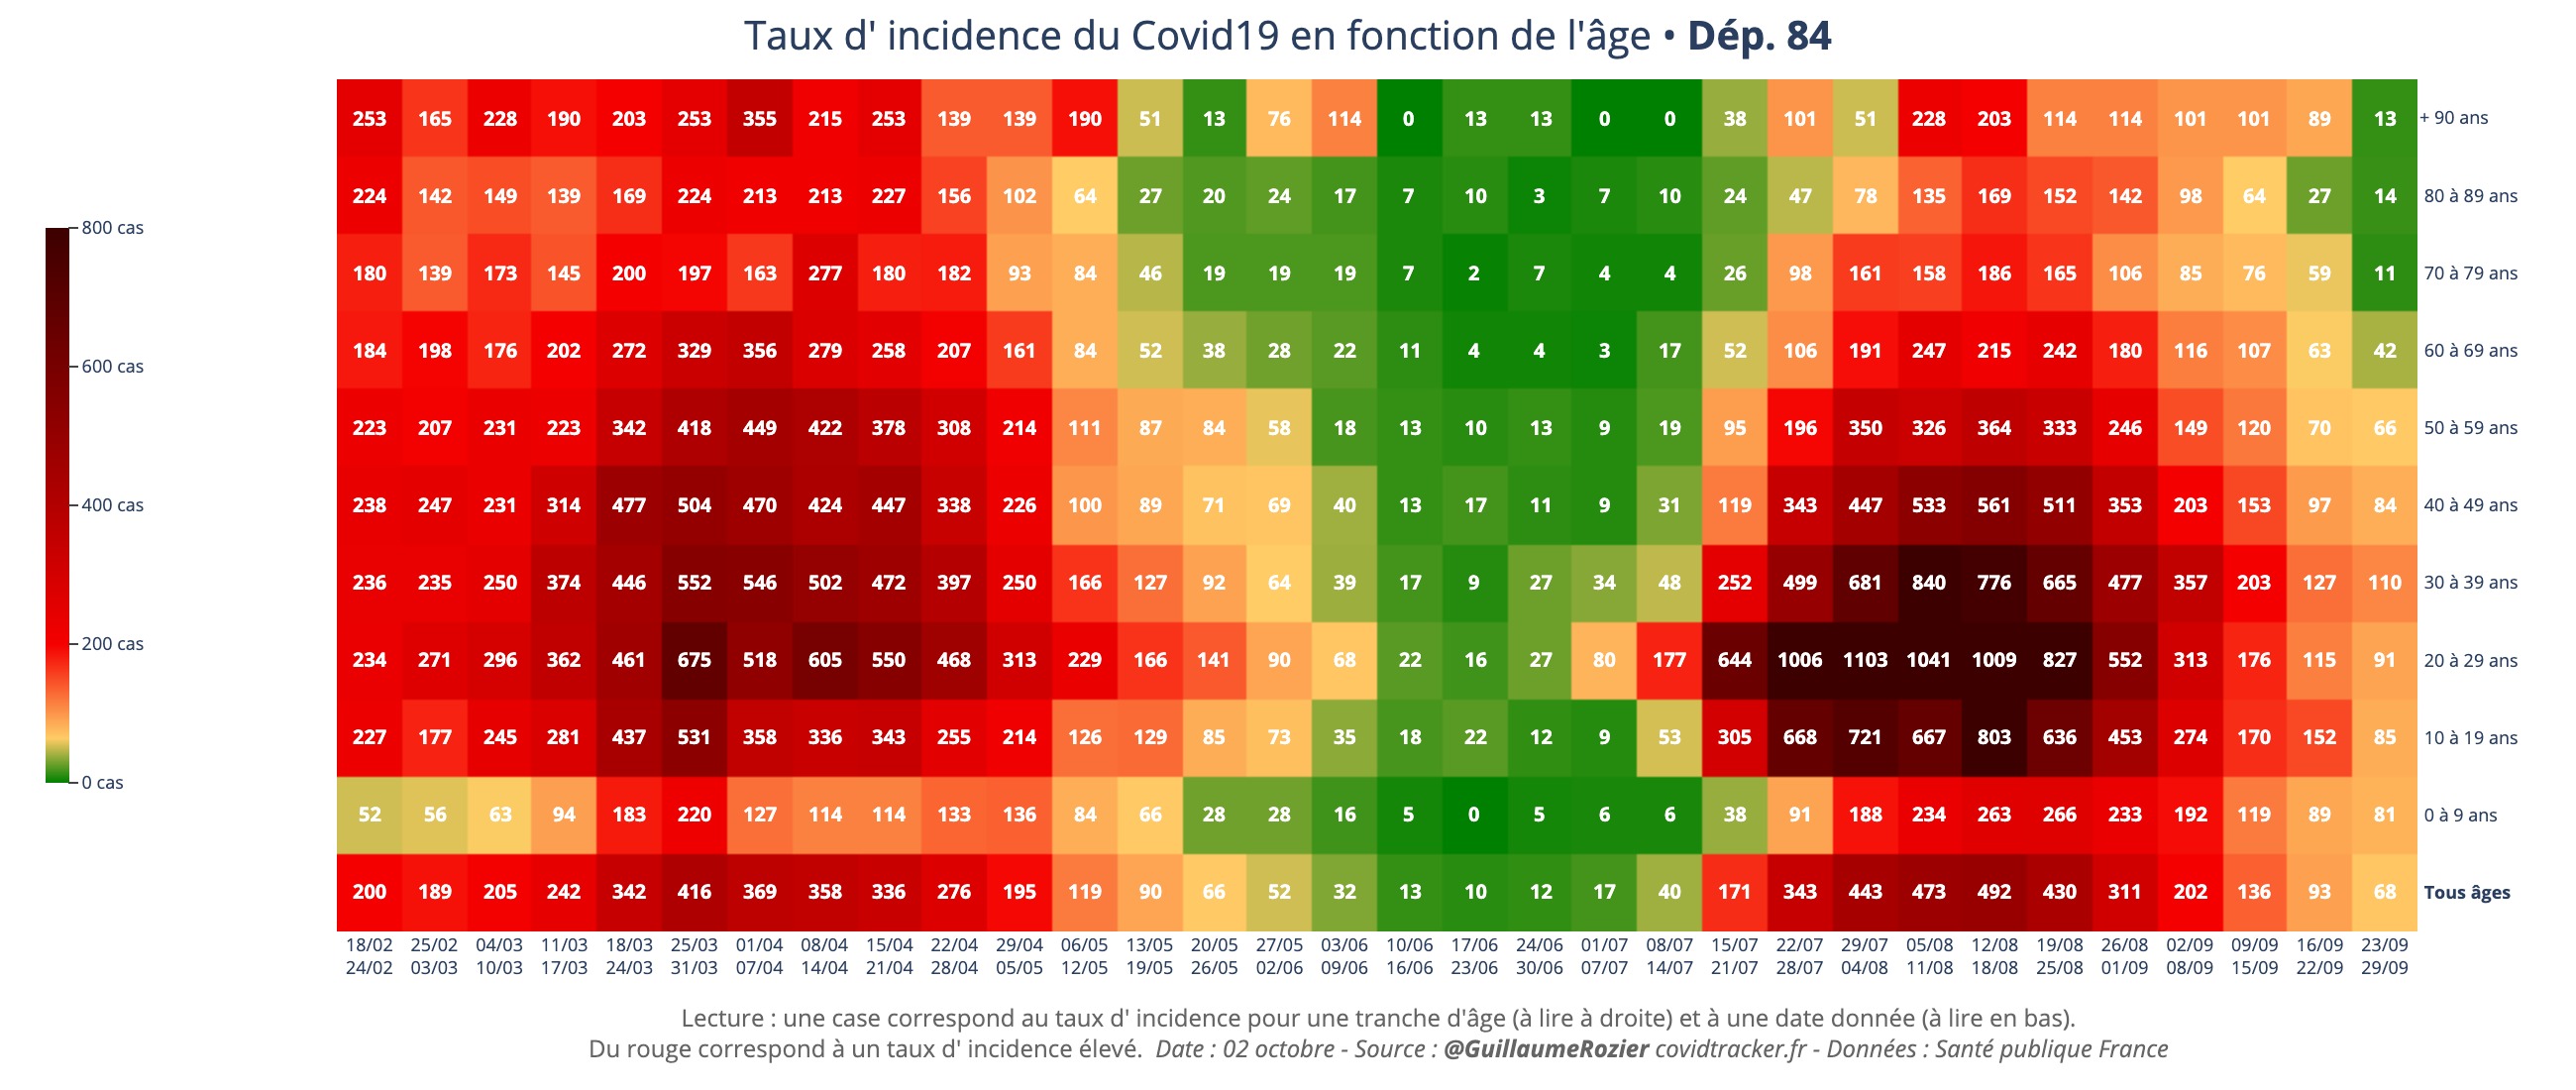 Taux d' incidence du Covid19 en fonction de l'âge • Dép. 84
253 165 228 190 203 253 355 215 253 139 139 190 51 13 76 114 0 13 13 0 0 38 101 51 228 203 114 114 101 101 89 13 + 90 ans
224 142 149 139 169 224 213 213 227 156 102 64 27 20 24 17 7 10 3 7 10 24 47 78 135 169 152 142 98 64 27 14 80 à 89 ans
800 cas
180 139 173 145 200 197 163 277 180 182 93 84 46 19 19 19 7 2 7 4 4 26 98 161 158 186 165 106 85 76 59 11 70 à 79 ans
184 198 176 202 272 329 356 279 258 207 161 84 52 38 28 22 11 4 4 3 17 52 106 191 247 215 242 180 116 107 63 42 60 à 69 ans
600 cas
223 207 231 223 342 418 449 422 378 308 214 111 87 84 58 18 13 10 13 9 19 95 196 350 326 364 333 246 149 120 70 66 50 à 59 ans
400 cas
238 247 231 314 477 504 470 424 447 338 226 100 89 71 69 40 13 17 11 9 31 119 343 447 533 561 511 353 203 153 97 84 40 à 49 ans
236 235 250 374 446 552 546 502 472 397 250 166 127 92 64 39 17 9 27 34 48 252 499 681 840 776 665 477 357 203 127 110 30 à 39 ans
200 cas
234 271 296 362 461 675 518 605 550 468 313 229 166 141 90 68 22 16 27 80 177 644 1006 1103 1041 1009 827 552 313 176 115 91 20 à 29 ans
227 177 245 281 437 531 358 336 343 255 214 126 129 85 73 35 18 22 12 9 53 305 668 721 667 803 636 453 274 170 152 85 10 à 19 ans
0 cas
52 56 63 94 183 220 127 114 114 133 136 84 66 28 28 16 5 0 5 6 6 38 91 188 234 263 266 233 192 119 89 81 0 à 9 ans
200 189 205 242 342 416 369 358 336 276 195 119 90 66 52 32 13 10 12 17 40 171 343 443 473 492 430 311 202 136 93 68 Tous âges
18/02 25/02 04/03 11/03 18/03 25/03 01/04 08/04 15/04 22/04 29/04 06/05 13/05 20/05 27/05 03/06 10/06 17/06 24/06 01/07 08/07 15/07 22/07 29/07 05/08 12/08 19/08 26/08 02/09 09/09 16/09 23/09
24/02 03/03 10/03 17/03 24/03 31/03 07/04 14/04 21/04 28/04 05/05 12/05 19/05 26/05 02/06 09/06 16/06 23/06 30/06 07/07 14/07 21/07 28/07 04/08 11/08 18/08 25/08 01/09 08/09 15/09 22/09 29/09
Lecture : une case correspond au taux d' incidence pour une tranche d'âge (à lire à droite) et à une date donnée (à lire en bas).
Du rouge correspond à un taux d' incidence élevé. Date : 02 octobre - Source : @GuillaumeRozier covidtracker.fr - Données : Santé publique France